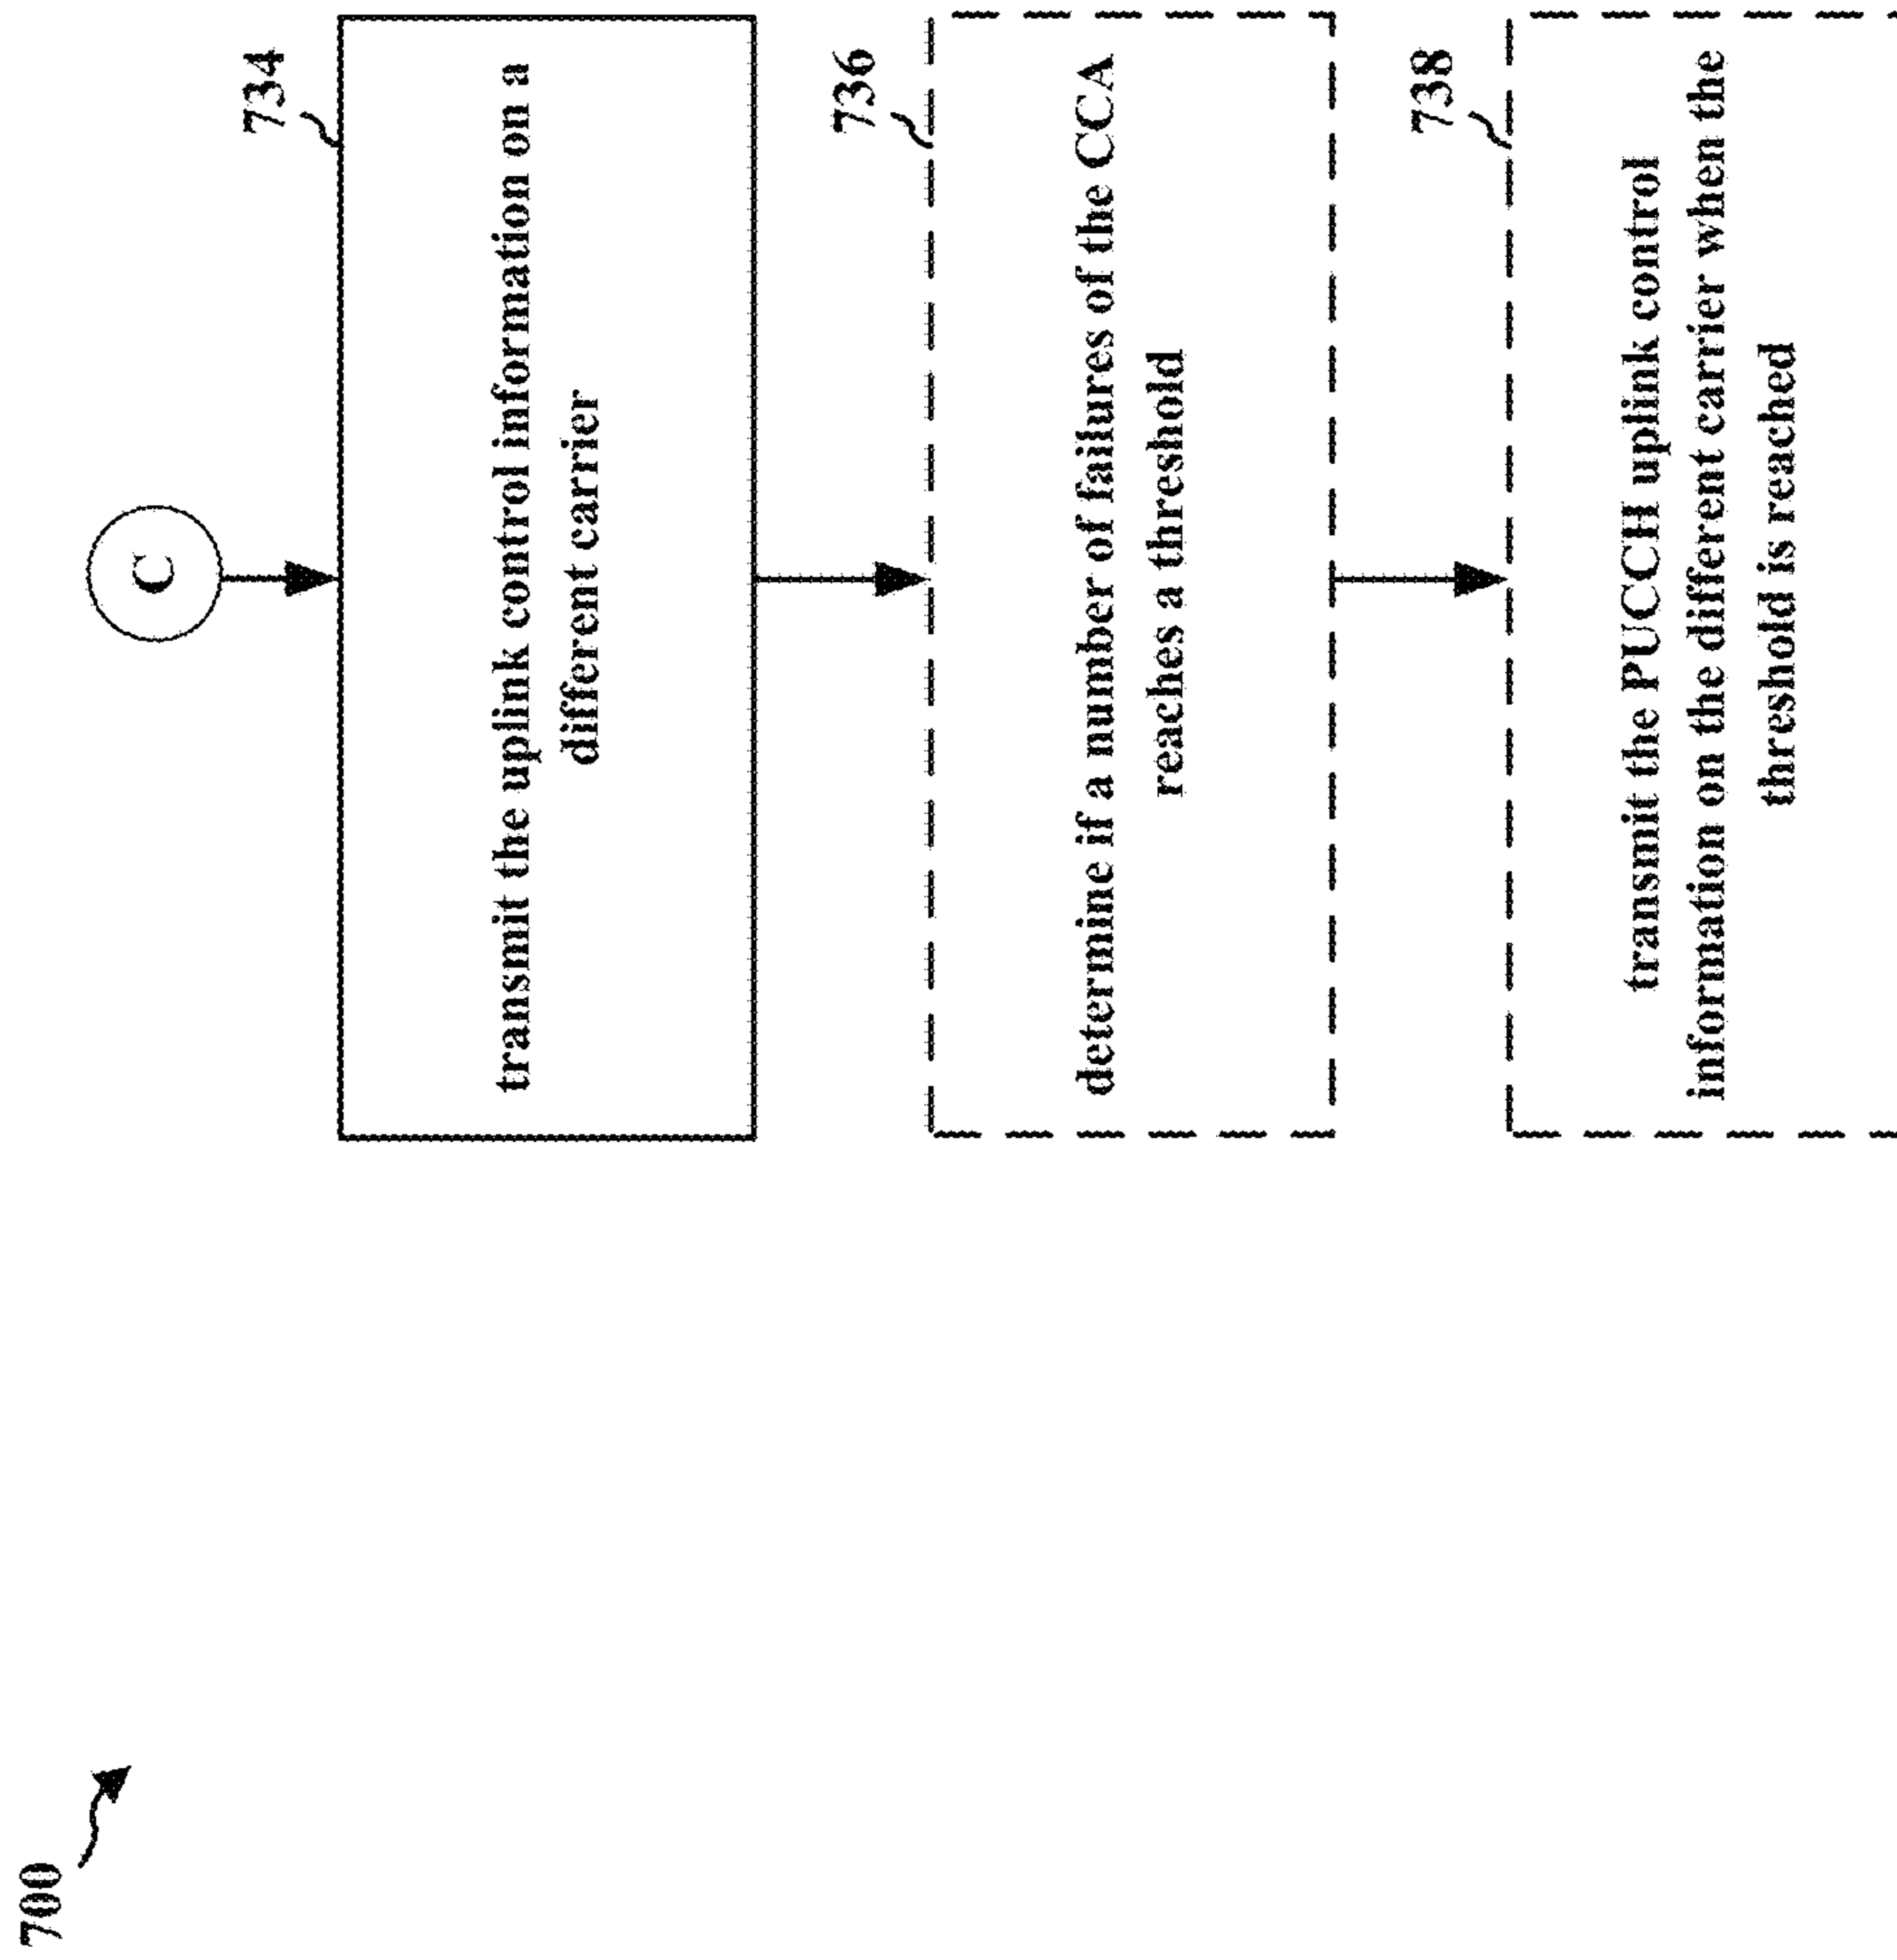 700
C
734
transmit the uplink control information on a
different carrier
736
determine if a number of failures of the CCA
reaches a threshold
738
transmit the PUCCH uplink control
information on the different carrier when the
threshold is reached